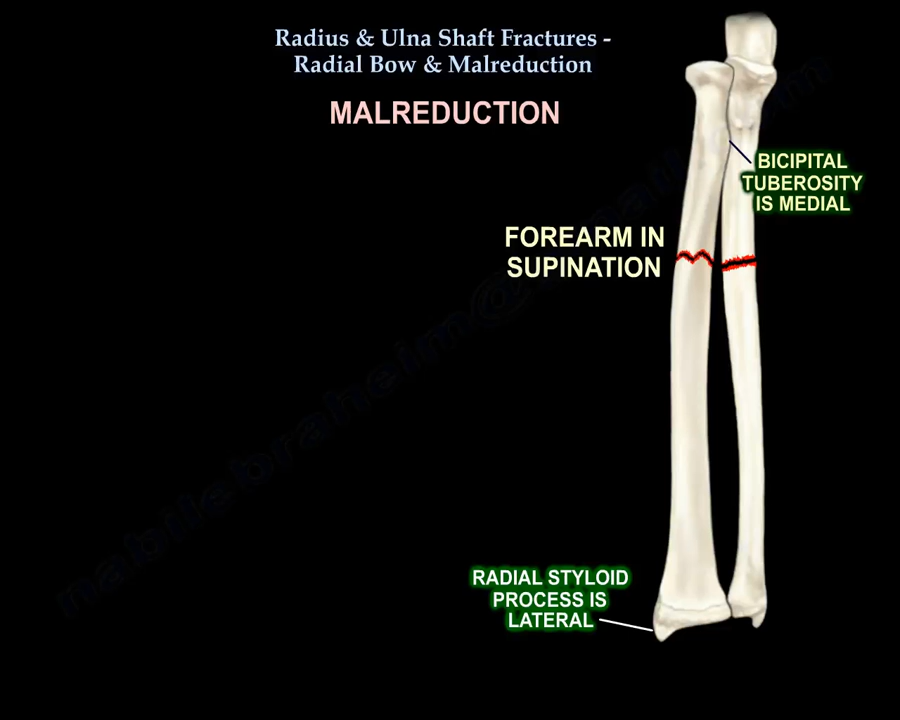 Radius & Ulna Shaft Fractures -
Radial Bow & Malreduction
MALREDUCTION
BICIPITAL
TUBEROSITY
IS MEDIAL
FOREARM IN
SUPINATION
RADIAL STYLOID
PROCESS IS
LATERAL